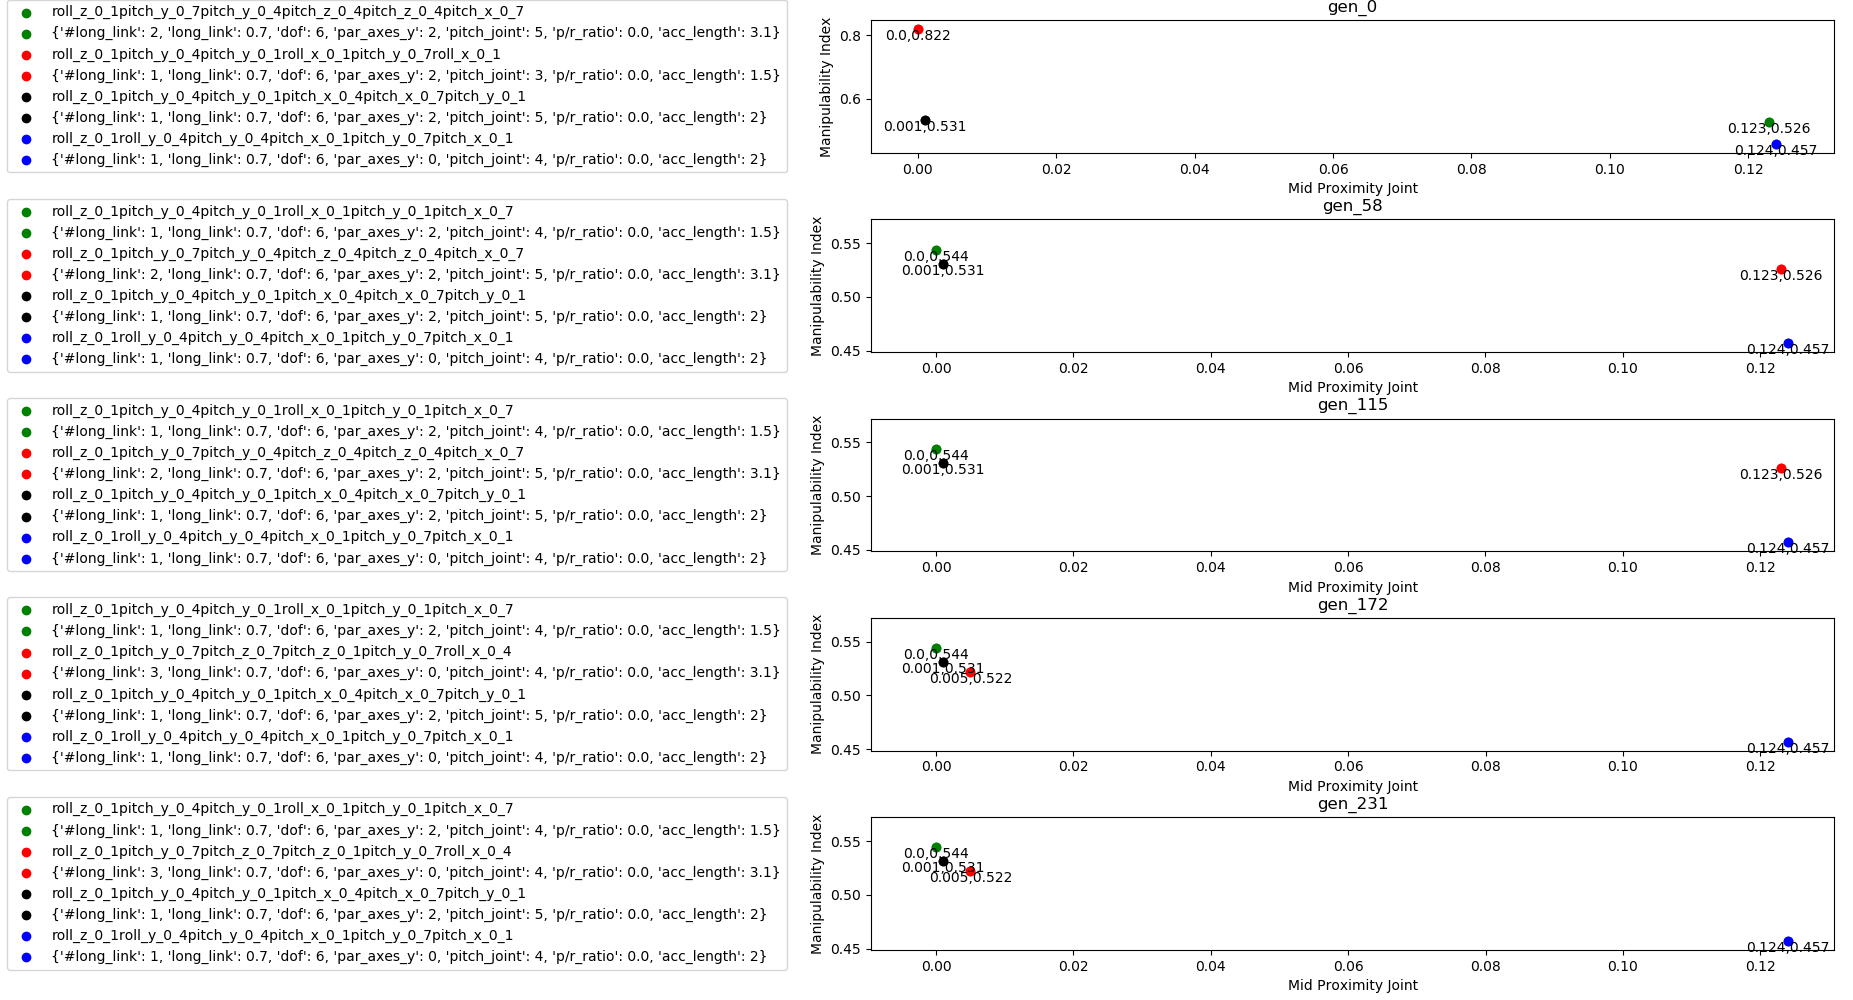 roll_z_0_1pitch_y_0_7pitch_y_0_4pitch_z_0_4pitch_z_0_4pitch_x_0_7
{'#long_link': 2, 'long_link': 0.7, 'dof': 6, 'par_axes_y': 2, 'pitch_joint': 5, 'p/r_ratio': 0.0, 'acc_length': 3.1}
roll_z_0_1pitch_y_0_4pitch_y_0_1roll_x_0_1pitch_y_0_7roll_x_0_1
{'#long_link': 1, 'long_link': 0.7, 'dof': 6, 'par_axes_y': 2, 'pitch_joint': 3, 'p/r_ratio': 0.0, 'acc_length': 1.5}
roll_z_0_1pitch_y_0_4pitch_y_0_1pitch_x_0_4pitch_x_0_7pitch_y_0_1
{'#long_link': 1, 'long_link': 0.7, 'dof': 6, 'par_axes_y': 2, 'pitch_joint': 5, 'p/r_ratio': 0.0, 'acc_length': 2}
roll_z_0_1roll_y_0_4pitch_y_0_4pitch_x_0_1pitch_y_0_7pitch_x_0_1
{'#long_link': 1, 'long_link': 0.7, 'dof': 6, 'par_axes_y': 0, 'pitch_joint': 4, 'p/r_ratio': 0.0, 'acc_length': 2}
gen_0
Manipulability Index
0.8
0.6
0.0,0.822
0.001,0.531
0.123,0.526
0.124,0.457
0.00 0.02 0.04 0.06 0.08 0.10 0.12
Mid Proximity Joint
roll_z_0_1pitch_y_0_4pitch_y_0_1roll_x_0_1pitch_y_0_1pitch_x_0_7
{'#long_link': 1, 'long_link': 0.7, 'dof': 6, 'par_axes_y': 2, 'pitch_joint': 4, 'p/r_ratio': 0.0, 'acc_length': 1.5}
roll_z_0_1pitch_y_0_7pitch_y_0_4pitch_z_0_4pitch_z_0_4pitch_x_0_7
{'#long_link': 2, 'long_link': 0.7, 'dof': 6, 'par_axes_y': 2, 'pitch_joint': 5, 'p/r_ratio': 0.0, 'acc_length': 3.1}
roll_z_0_1pitch_y_0_4pitch_y_0_1pitch_x_0_4pitch_x_0_7pitch_y_0_1
{'#long_link': 1, 'long_link': 0.7, 'dof': 6, 'par_axes_y': 2, 'pitch_joint': 5, 'p/r_ratio': 0.0, 'acc_length': 2}
roll_z_0_1roll_y_0_4pitch_y_0_4pitch_x_0_1pitch_y_0_7pitch_x_0_1
{'#long_link': 1, 'long_link': 0.7, 'dof': 6, 'par_axes_y': 0, 'pitch_joint': 4, 'p/r_ratio': 0.0, 'acc_length': 2}
gen_58
Manipulability Index
0.55
0.50
0.45
0.0,0.544
0.001,0.531
0.123,0.526
0.124,0.457
0.00 0.02 0.04 0.06 0.08 0.10 0.12
Mid Proximity Joint
roll_z_0_1pitch_y_0_4pitch_y_0_1roll_x_0_1pitch_y_0_1pitch_x_0_7
{'#long_link': 1, 'long_link': 0.7, 'dof': 6, 'par_axes_y': 2, 'pitch_joint': 4, 'p/r_ratio': 0.0, 'acc_length': 1.5}
roll_z_0_1pitch_y_0_7pitch_y_0_4pitch_z_0_4pitch_z_0_4pitch_x_0_7
{'#long_link': 2, 'long_link': 0.7, 'dof': 6, 'par_axes_y': 2, 'pitch_joint': 5, 'p/r_ratio': 0.0, 'acc_length': 3.1}
roll_z_0_1pitch_y_0_4pitch_y_0_1pitch_x_0_4pitch_x_0_7pitch_y_0_1
{'#long_link': 1, 'long_link': 0.7, 'dof': 6, 'par_axes_y': 2, 'pitch_joint': 5, 'p/r_ratio': 0.0, 'acc_length': 2}
roll_z_0_1roll_y_0_4pitch_y_0_4pitch_x_0_1pitch_y_0_7pitch_x_0_1
{'#long_link': 1, 'long_link': 0.7, 'dof': 6, 'par_axes_y': 0, 'pitch_joint': 4, 'p/r_ratio': 0.0, 'acc_length': 2}
gen_115
Manipulability Index
0.55
0.50
0.45
0.0,0.544
0.001,0.531
0.123,0.526
0.124,0.457
0.00 0.02 0.04 0.06 0.08 0.10 0.12
Mid Proximity Joint
roll_z_0_1pitch_y_0_4pitch_y_0_1roll_x_0_1pitch_y_0_1pitch_x_0_7
{'#long_link': 1, 'long_link': 0.7, 'dof': 6, 'par_axes_y': 2, 'pitch_joint': 4, 'p/r_ratio': 0.0, 'acc_length': 1.5}
roll_z_0_1pitch_y_0_7pitch_z_0_7pitch_z_0_1pitch_y_0_7roll_x_0_4
{'#long_link': 3, 'long_link': 0.7, 'dof': 6, 'par_axes_y': 0, 'pitch_joint': 4, 'p/r_ratio': 0.0, 'acc_length': 3.1}
roll_z_0_1pitch_y_0_4pitch_y_0_1pitch_x_0_4pitch_x_0_7pitch_y_0_1
{'#long_link': 1, 'long_link': 0.7, 'dof': 6, 'par_axes_y': 2, 'pitch_joint': 5, 'p/r_ratio': 0.0, 'acc_length': 2}
roll_z_0_1roll_y_0_4pitch_y_0_4pitch_x_0_1pitch_y_0_7pitch_x_0_1
{'#long_link': 1, 'long_link': 0.7, 'dof': 6, 'par_axes_y': 0, 'pitch_joint': 4, 'p/r_ratio': 0.0, 'acc_length': 2}
gen_172
Manipulability Index
0.55
0.50
0.45
0.0,0.544
0.001,0.531
0.005,0.522
0.124,0.457
0.00 0.02 0.04 0.06 0.08 0.10 0.12
Mid Proximity Joint
roll_z_0_1pitch_y_0_4pitch_y_0_1roll_x_0_1pitch_y_0_1pitch_x_0_7
{'#long_link': 1, 'long_link': 0.7, 'dof': 6, 'par_axes_y': 2, 'pitch_joint': 4, 'p/r_ratio': 0.0, 'acc_length': 1.5}
roll_z_0_1pitch_y_0_7pitch_z_0_7pitch_z_0_1pitch_y_0_7roll_x_0_4
{'#long_link': 3, 'long_link': 0.7, 'dof': 6, 'par_axes_y': 0, 'pitch_joint': 4, 'p/r_ratio': 0.0, 'acc_length': 3.1}
roll_z_0_1pitch_y_0_4pitch_y_0_1pitch_x_0_4pitch_x_0_7pitch_y_0_1
{'#long_link': 1, 'long_link': 0.7, 'dof': 6, 'par_axes_y': 2, 'pitch_joint': 5, 'p/r_ratio': 0.0, 'acc_length': 2}
roll_z_0_1roll_y_0_4pitch_y_0_4pitch_x_0_1pitch_y_0_7pitch_x_0_1
{'#long_link': 1, 'long_link': 0.7, 'dof': 6, 'par_axes_y': 0, 'pitch_joint': 4, 'p/r_ratio': 0.0, 'acc_length': 2}
gen_231
Manipulability Index
0.55
0.50
0.45
0.0,0.544
0.001,0.531
0.005,0.522
0.124,0.457
0.00 0.02 0.04 0.06 0.08 0.10 0.12
Mid Proximity Joint